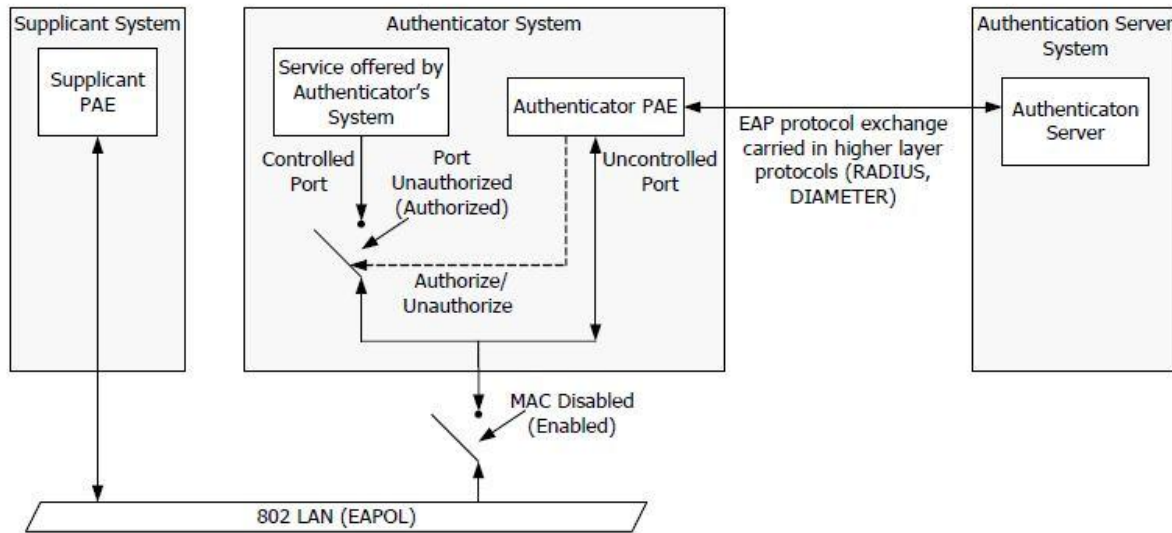 Supplicant System
Supplicant
PAE
Authenticator System
Service offered by
Authenticator's
System
Authenticator PAE
Controlled
Port
Port
Unauthorized
(Authorized)
Uncontrolled
Port
Authorize/
Unauthorize
EAP protocol exchange
carried in higher layer
protocols (RADIUS,
DIAMETER)
Authentication Server
System
Authenticaton
Server
MAC Disabled
(Enabled)
802 LAN (EAPOL)